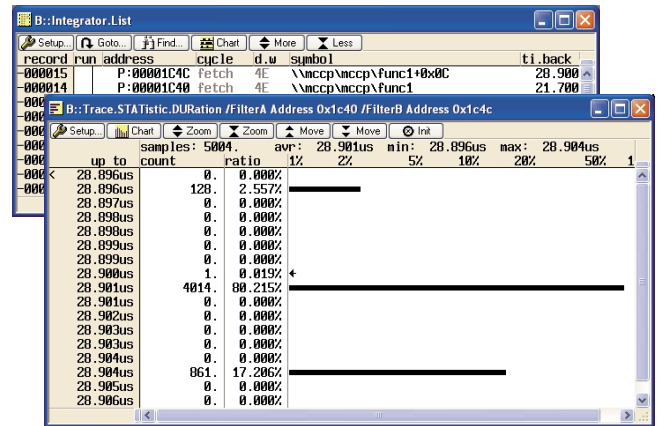 B::Integrator.List
Setup... Goto... Find... Chart More Less
record run address cycle d.w symbol ti.back
-000015 P:00001C4C fetch 4E \\mccp\mccp\func1+0x0C 28.900
-000014 P:00001C40 fetch 4E \\mccp\mccp\func1 21.700
B::Trace.STATistic.DURation /FilterA Address 0x1c40 /FilterB Address 0x1c4c
Setup... Chart Zoom Zoom Move Move Init
samples: 5004. avr: 28.901us min: 28.896us max: 28.904us
up to count ratio 1% 2% 5% 10% 20% 50% 1
< 28.896us 0. 0.000%
28.896us 128. 2.557%
28.897us 0. 0.000%
28.898us 0. 0.000%
28.898us 0. 0.000%
28.899us 0. 0.000%
28.899us 0. 0.000%
28.900us 1. 0.019%
28.901us 4014. 80.215%
28.901us 0. 0.000%
28.902us 0. 0.000%
28.903us 0. 0.000%
28.903us 0. 0.000%
28.904us 0. 0.000%
28.904us 861. 17.206%
28.905us 0. 0.000%
28.906us 0. 0.000%